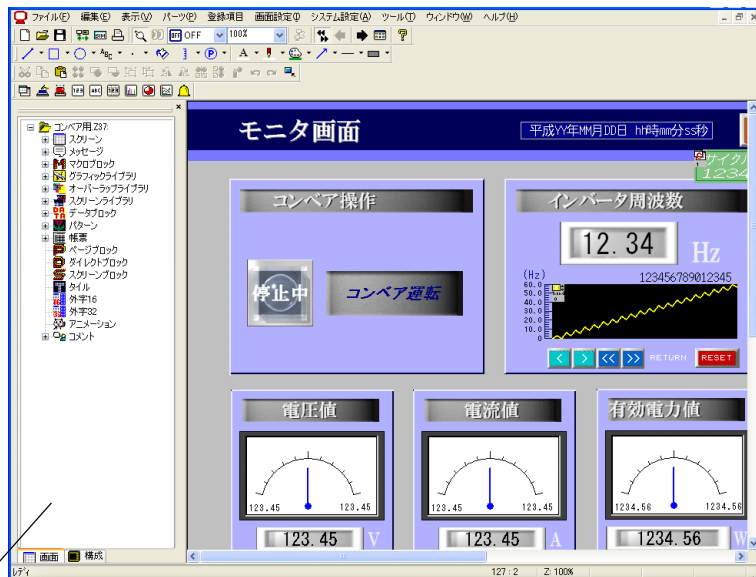 ファイル(F) 編集(E) 表示(V) パーツ(P) 登録項目 画面設定 システム設定(A) ツール(T) ウィンドウ(W) ヘルプ(H)
OFF 100%
ABC
コンベア用.Z37:
スクリーン
メッセージ
マクロブロック
グラフィックライブラリ
オーバーラップライブラリ
スクリーンライブラリ
データブロック
パターン
帳票
ページブロック
ダイレクトブロック
スクリーンブロック
タイル
外字16
外字32
アニメーション
コメント
画面 構成
レディ
127 : 2 Z: 100%
モニタ画面
平成YY年MM月DD日 hh時mm分ss秒
サイクル
1234
コンベア操作
停止中
コンベア運転
インバータ周波数
12.34 Hz
(Hz) 123456789012345
60.0
50.0
40.0
30.0
20.0
10.0
0
< > << >> RETURN RESET
電圧値
123.45 123.45
123.45 V
電流値
123.45 123.45
123.45 A
有効電力値
1234.56 1234.56
1234.56 W